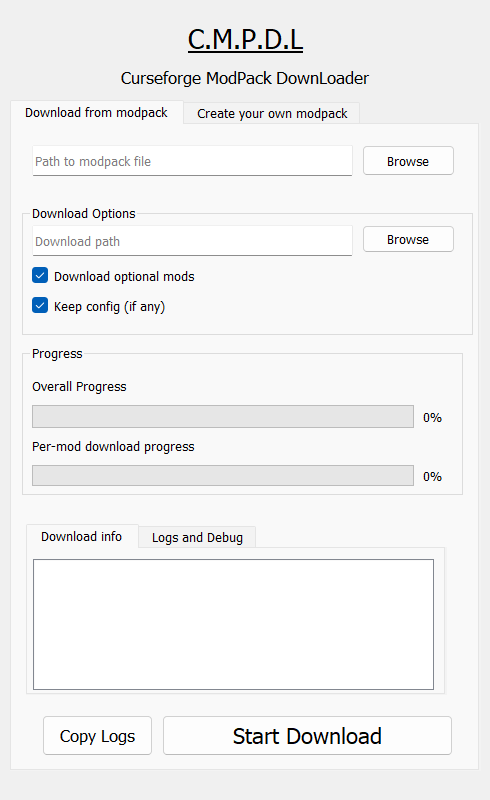 C.M.P.D.L
Curseforge ModPack DownLoader
Download from modpack
Create your own modpack
Path to modpack file
Browse
Download Options
Download path
Browse
Download optional mods
Keep config (if any)
Progress
Overall Progress
0%
Per-mod download progress
0%
Download info
Logs and Debug
Copy Logs
Start Download